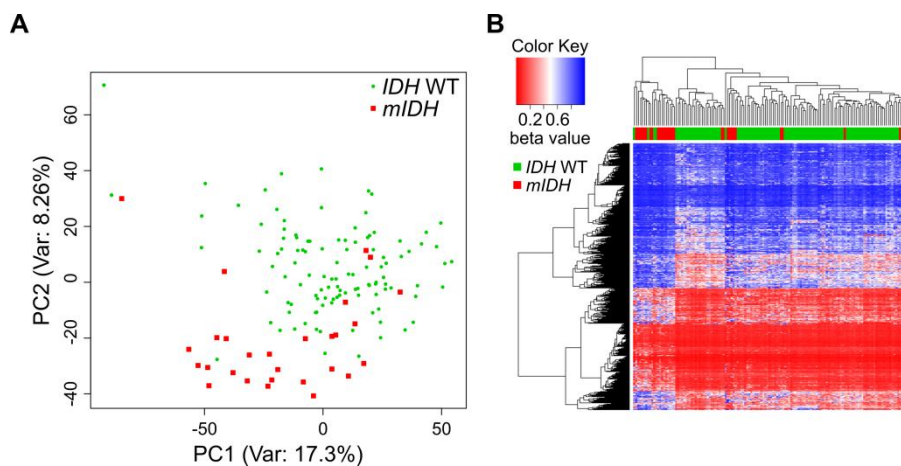 A
IDH WT
mIDH
PC2 (Var: 8.26%)
60
40
20
0
-20
-40
-50
0
50
PC1 (Var: 17.3%)
B
Color Key
0.2 0.6
beta value
IDH WT
mIDH